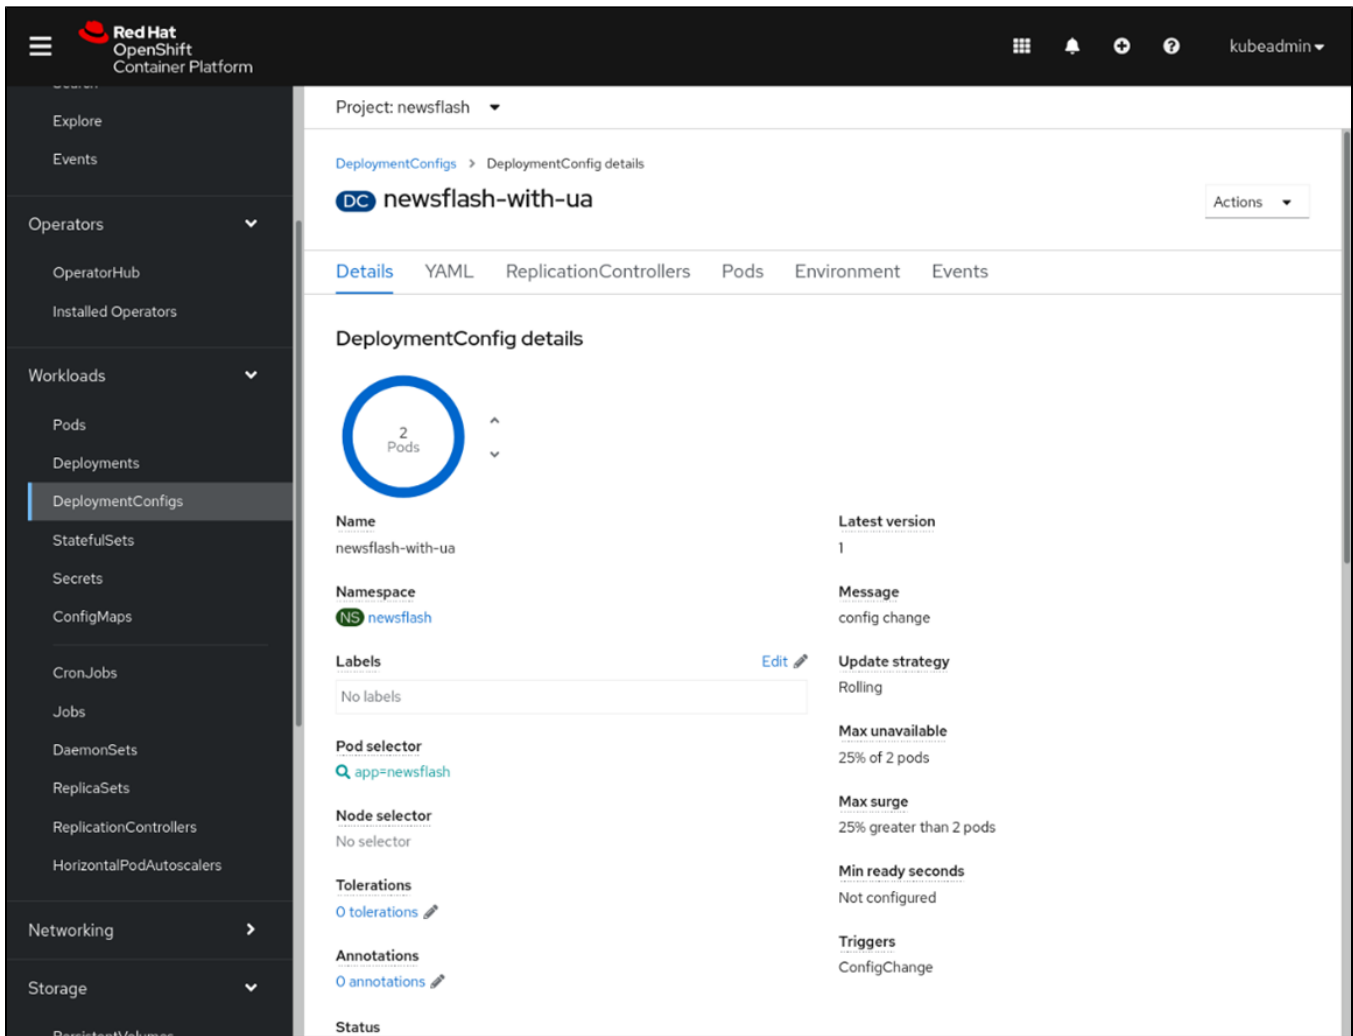 Red Hat
OpenShift
Container Platform
kubeadmin
Explore
Events
Operators
OperatorHub
Installed Operators
Workloads
Pods
Deployments
DeploymentConfigs
StatefulSets
Secrets
ConfigMaps
CronJobs
Jobs
DaemonSets
ReplicaSets
ReplicationControllers
HorizontalPodAutoscalers
Networking
Storage
Project: newsflash
DeploymentConfigs > DeploymentConfig details
DC newsflash-with-ua
Actions
Details YAML ReplicationControllers Pods Environment Events
DeploymentConfig details
2
Pods
Name
newsflash-with-ua
Namespace
NS newsflash
Labels Edit
No labels
Pod selector
app=newsflash
Node selector
No selector
Tolerations
0 tolerations
Annotations
0 annotations
Status
Latest version
1
Message
config change
Update strategy
Rolling
Max unavailable
25% of 2 pods
Max surge
25% greater than 2 pods
Min ready seconds
Not configured
Triggers
ConfigChange